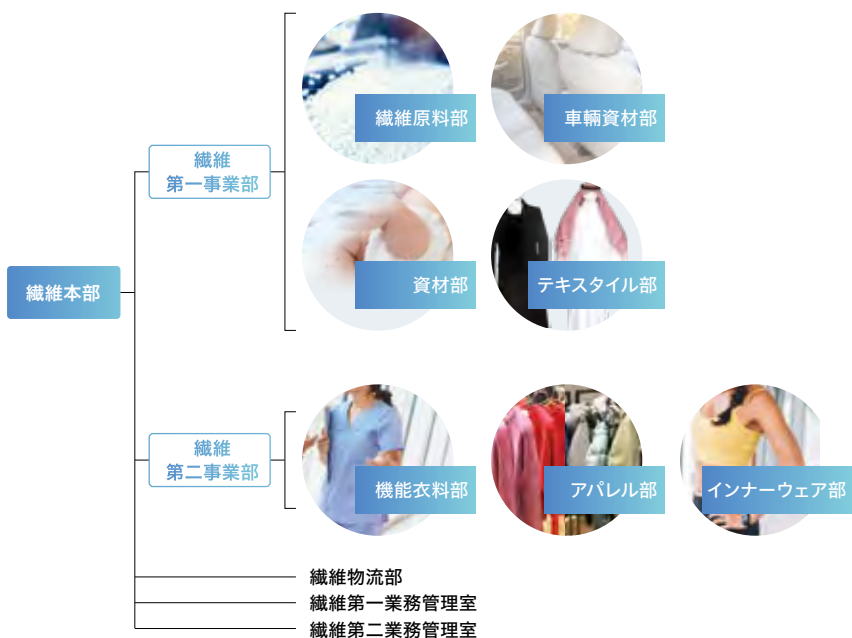 繊維本部
繊維
第一事業部
繊維原料部
車輌資材部
資材部
テキスタイル部
繊維
第二事業部
機能衣料部
アパレル部
インナーウェア部
繊維物流部
繊維第一業務管理室
繊維第二業務管理室